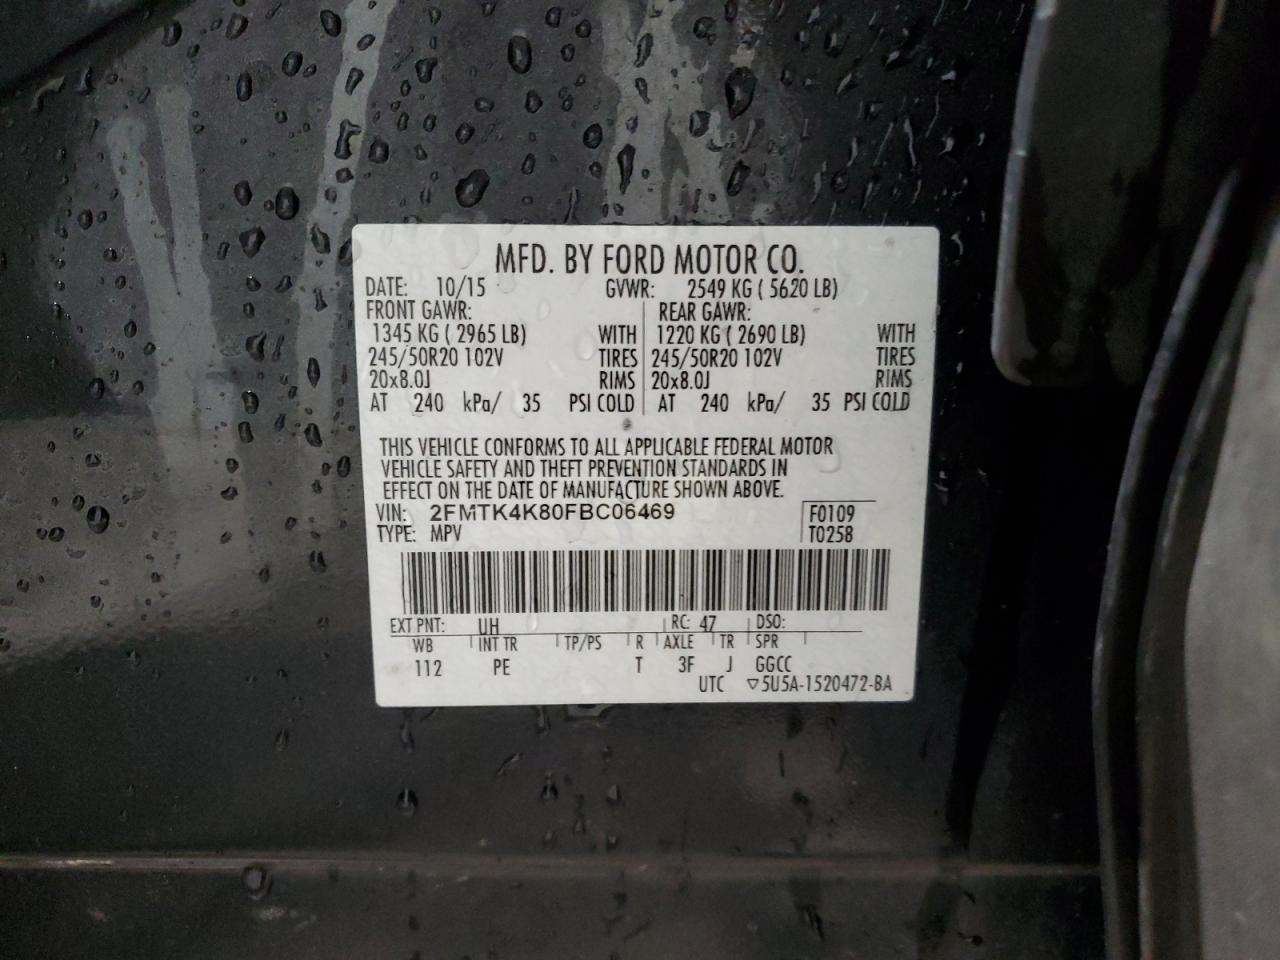 MFD. BY FORD MOTOR CO.
DATE: 10/15 GVWR: 2549 KG ( 5620 LB)
FRONT GAWR: REAR GAWR:
1345 KG ( 2965 LB) WITH 1220 KG ( 2690 LB) WITH
245/50R20 102V TIRES 245/50R20 102V TIRES
20x8.0J RIMS 20x8.0J RIMS
AT 240 kPa/ 35 PSI COLD AT 240 kPa/ 35 PSI COLD
THIS VEHICLE CONFORMS TO ALL APPLICABLE FEDERAL MOTOR
VEHICLE SAFETY AND THEFT PREVENTION STANDARDS IN
EFFECT ON THE DATE OF MANUFACTURE SHOWN ABOVE.
VIN: 2FMTK4K80FBC06469 F0109
TYPE: MPV T0258
EXT PNT: UH RC: 47 DSO:
WB INT TR TP/PS R AXLE TR SPR
112 PE T 3F J GGCC
UTC ▽5U5A-1520472-BA